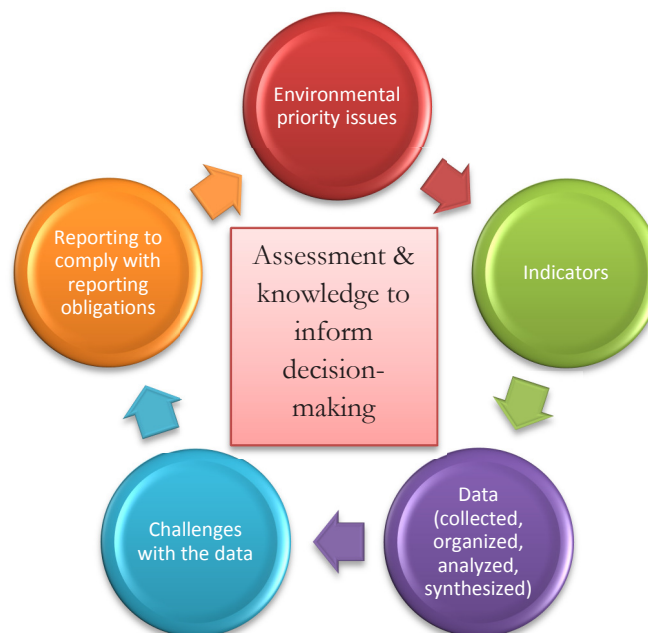 Environmental
priority issues
Indicators
Data
(collected,
organized,
analyzed,
synthesized)
Challenges
with the data
Reporting to
comply with
reporting
obligations
Assessment &
knowledge to
inform
decision-
making